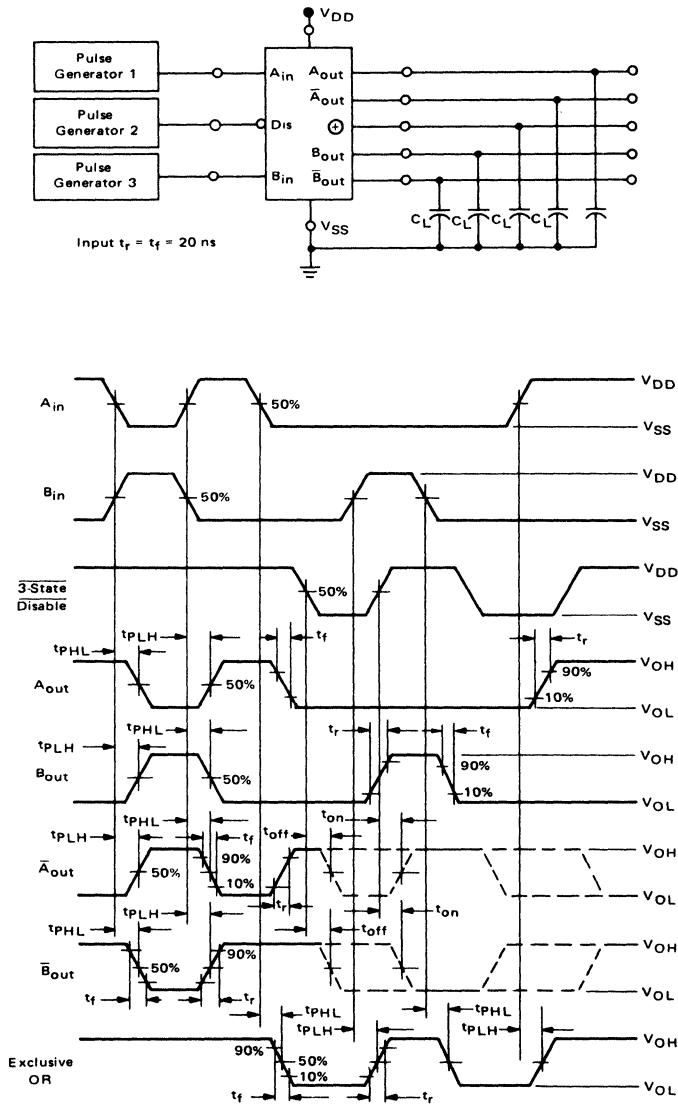 VDD
Pulse Generator 1
Ain
Aout
A̅out
Pulse Generator 2
Dis
⊕
Bout
Pulse Generator 3
Bin
B̅out
CL CL CL CL
VSS
Input tr = tf = 20 ns
Ain
50%
VDD
VSS
Bin
50%
VDD
VSS
3-State
Disable
50%
VDD
VSS
tPLH
tPHL
tf
tr
Aout
50%
90%
10%
VOH
VOL
tPHL
tPLH
tr
tf
Bout
50%
90%
10%
VOH
VOL
tPHL
tPLH
tf
toff
ton
A̅out
50%
90%
10%
VOH
VOL
tPLH
tr
ton
tPHL
toff
B̅out
50%
90%
VOH
VOL
tf
tr
tPHL
tPHL
tPLH
tPLH
Exclusive
OR
90%
50%
10%
VOH
VOL
tf
tr